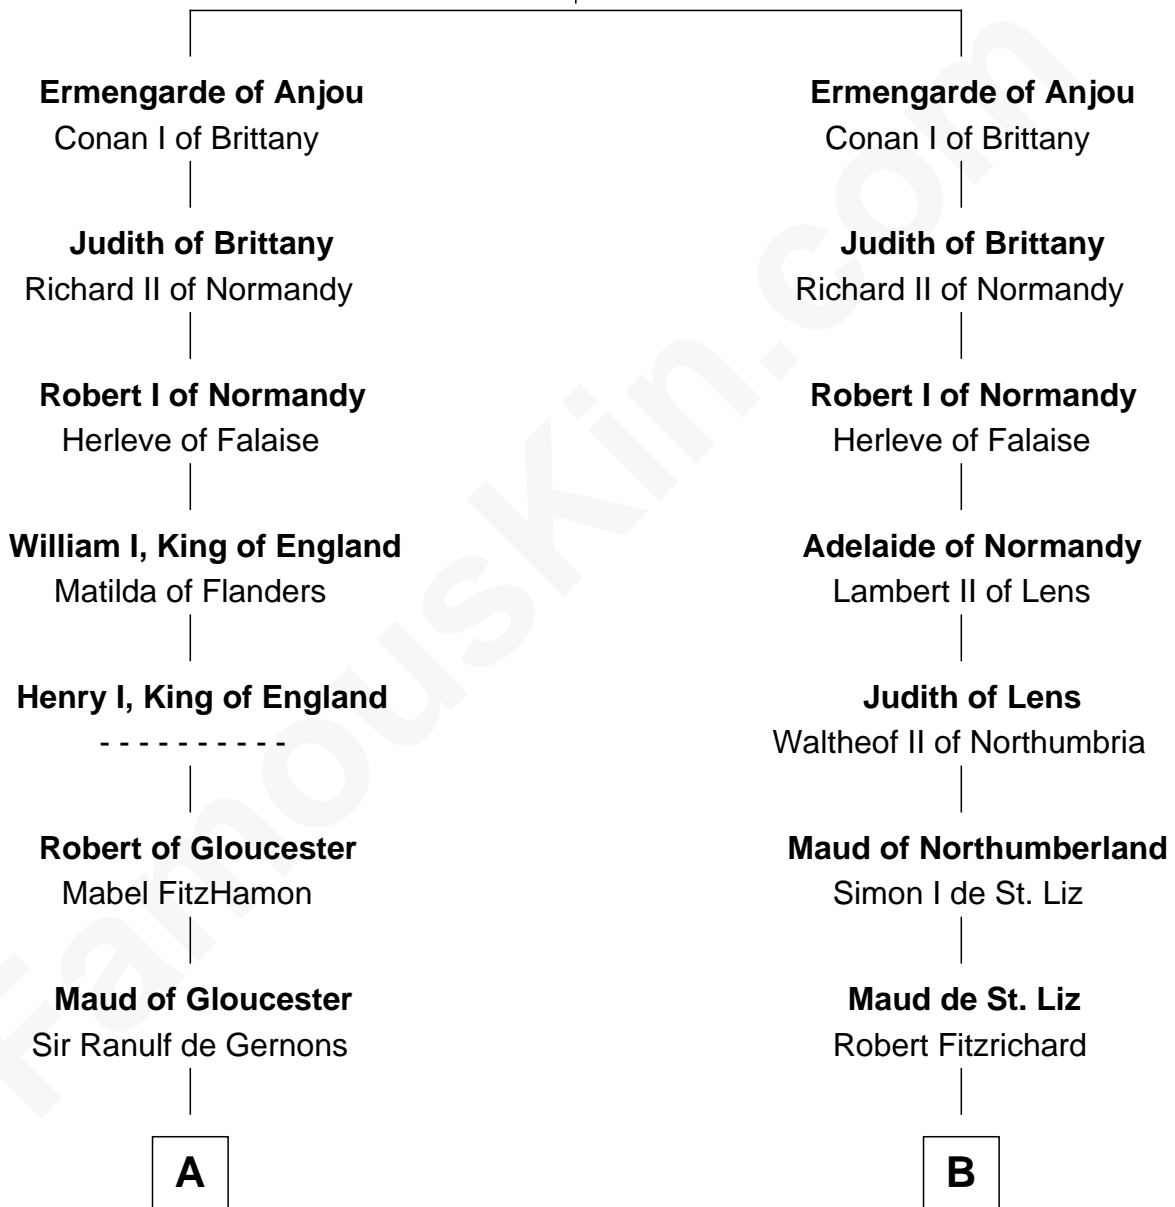 Ermengarde of Anjou
Conan I of Brittany
Judith of Brittany
Richard II of Normandy
Robert I of Normandy
Herleve of Falaise
William I, King of England
Matilda of Flanders
Henry I, King of England
- - - - - - - - - -
Robert of Gloucester
Mabel FitzHamon
Maud of Gloucester
Sir Ranulf de Gernons
A
Ermengarde of Anjou
Conan I of Brittany
Judith of Brittany
Richard II of Normandy
Robert I of Normandy
Herleve of Falaise
Adelaide of Normandy
Lambert II of Lens
Judith of Lens
Waltheof II of Northumbria
Maud of Northumberland
Simon I de St. Liz
Maud de St. Liz
Robert Fitzrichard
B
FamousKin.com